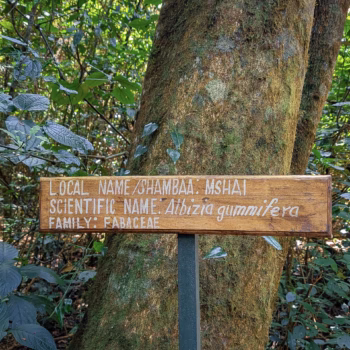 LOCAL NAME/SHAMBAA: MSHAI
SCIENTIFIC NAME: Albizia gummifera
FAMILY: FABACEAE